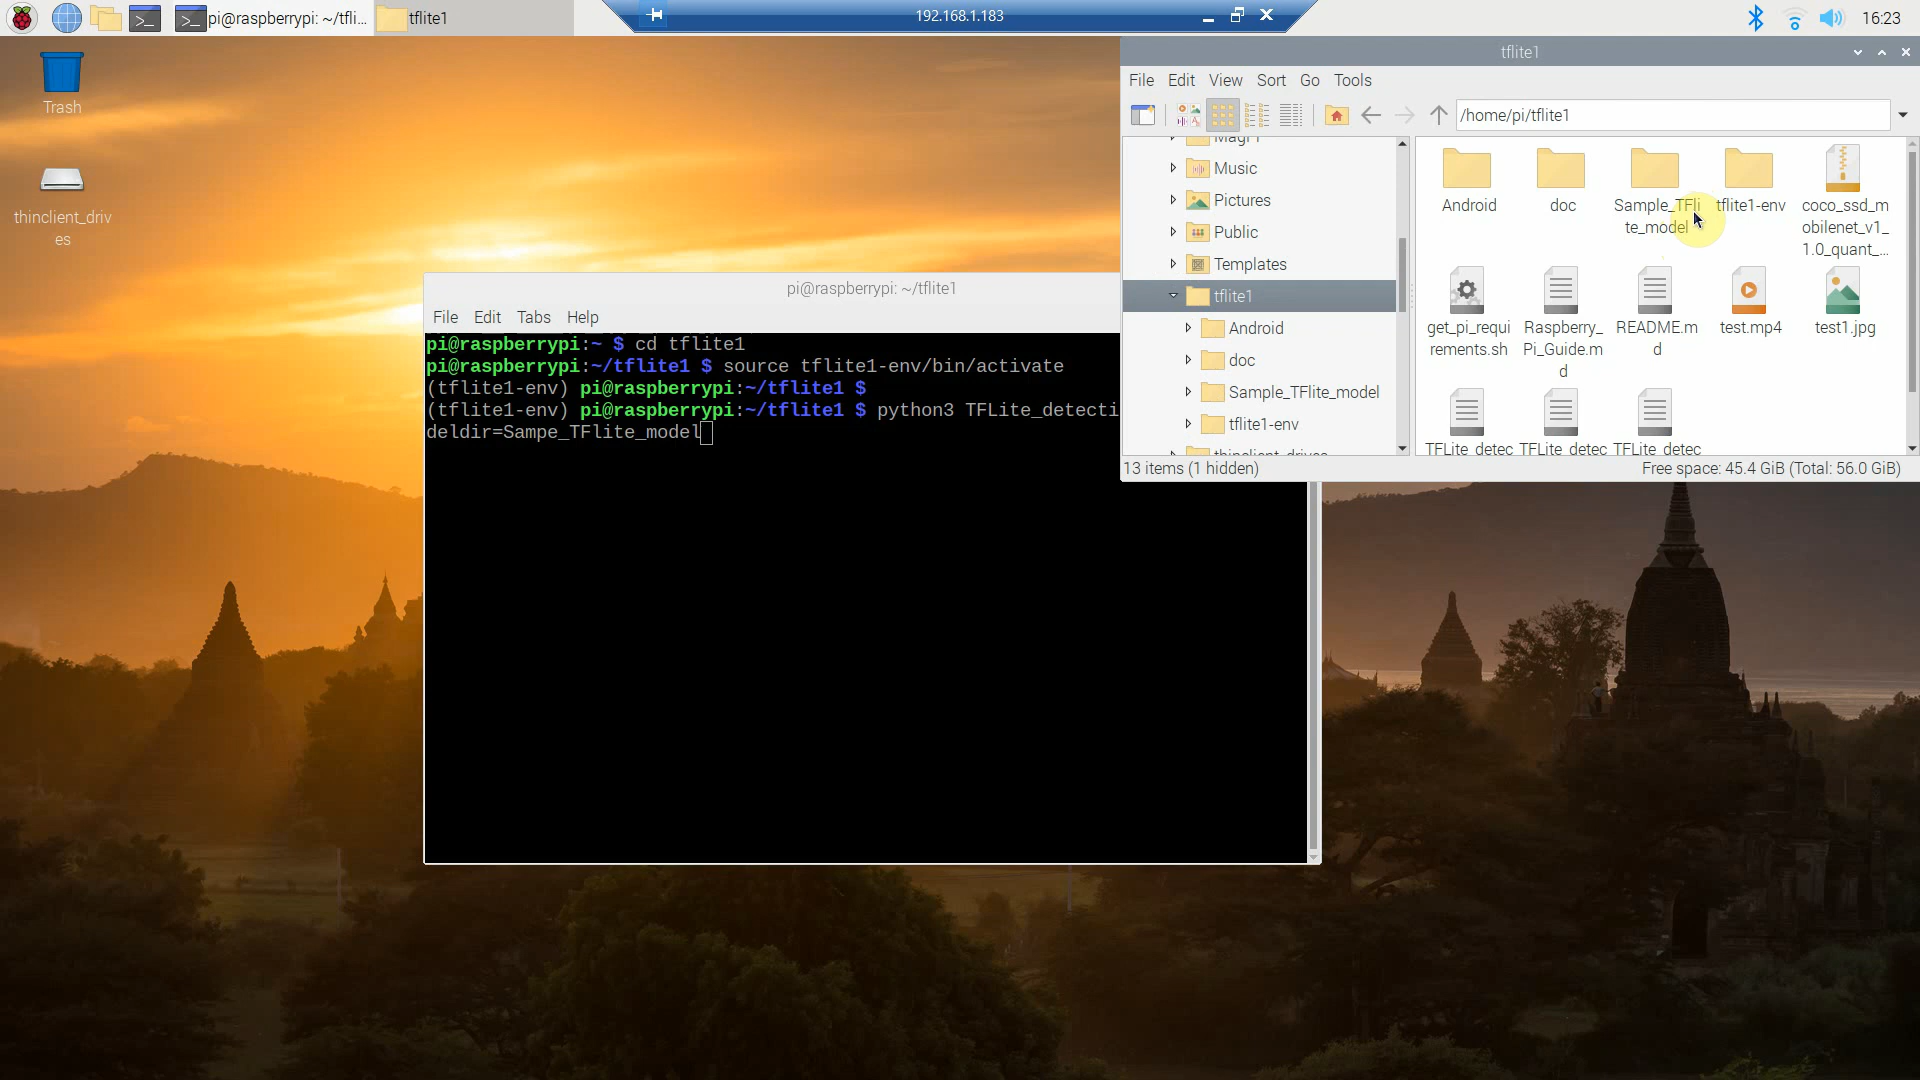 pi@raspberrypi: ~/tfli...
tflite1
192.168.1.183
16:23
Trash
thinclient_driv
es
tflite1
File Edit View Sort Go Tools
/home/pi/tflite1
Music
Pictures
Public
Templates
tflite1
Android
doc
Sample_TFlite_model
tflite1-env
thinclient_drives
Android
doc
Sample_TFli
te_model
tflite1-env
coco_ssd_m
obilenet_v1_
1.0_quant_...
get_pi_requi
rements.sh
Raspberry_
Pi_Guide.m
d
README.m
d
test.mp4
test1.jpg
TFLite_detec
TFLite_detec
TFLite_detec
13 items (1 hidden)
Free space: 45.4 GiB (Total: 56.0 GiB)
pi@raspberrypi: ~/tflite1
File Edit Tabs Help
pi@raspberrypi:~ $ cd tflite1
pi@raspberrypi:~/tflite1 $ source tflite1-env/bin/activate
(tflite1-env) pi@raspberrypi:~/tflite1 $
(tflite1-env) pi@raspberrypi:~/tflite1 $ python3 TFLite_detecti
deldir=Sampe_TFlite_model